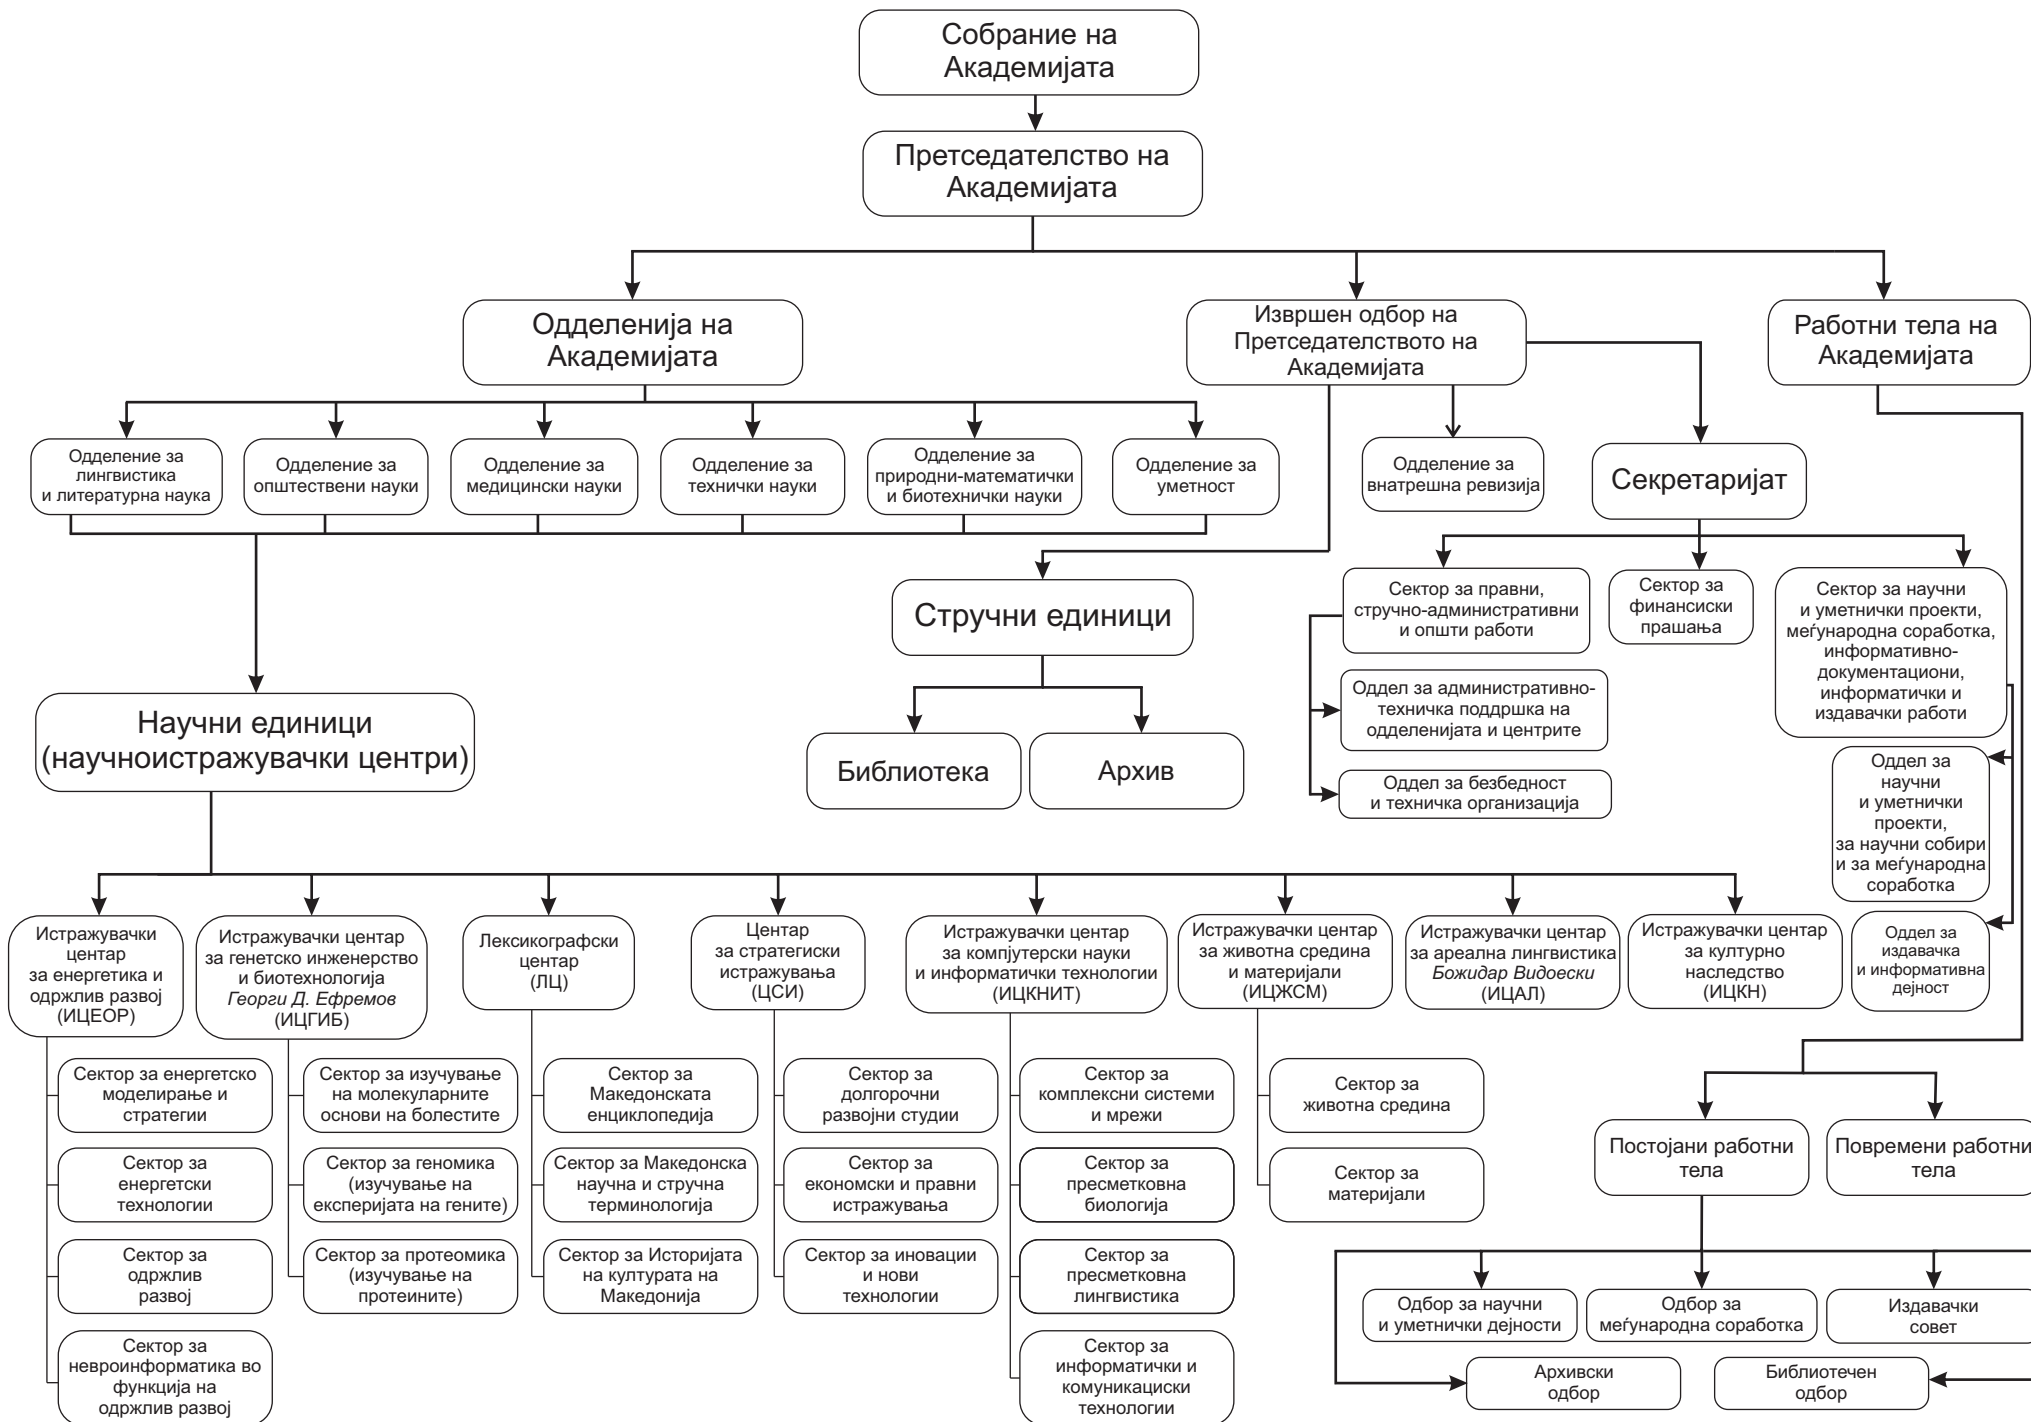 Собрание на
Академијата
Претседателство на
Академијата
Одделенија на
Академијата
Извршен одбор на
Претседателството на
Академијата
Работни тела на
Академијата
Одделение за
лингвистика
и литературна наука
Одделение за
општествени науки
Одделение за
медицински науки
Одделение за
технички науки
Одделение за
природни-математички
и биотехнички науки
Одделение за
уметност
Одделение за
внатрешна ревизија
Секретаријат
Стручни единици
Сектор за правни,
стручно-административни
и општи работи
Сектор за
финансиски
прашања
Сектор за научни
и уметнички проекти,
меѓународна соработка,
информативно-
документациони,
информатички и
издавачки работи
Научни единици
(научноистражувачки центри)
Библиотека
Архив
Оддел за административно-
техничка поддршка на
одделенијата и центрите
Оддел за безбедност
и техничка организација
Оддел за
научни
и уметнички
проекти,
за научни собири
и за меѓународна
соработка
Оддел за
издавачка
и информативна
дејност
Истражувачки
центар
за енергетика и
одржлив развој
(ИЦЕОР)
Истражувачки центар
за генетско инженерство
и биотехнологија
Георги Д. Ефремов
(ИЦГИБ)
Лексикографски
центар
(ЛЦ)
Центар
за стратегиски
истражувања
(ЦСИ)
Истражувачки центар
за компјутерски науки
и информатички технологии
(ИЦКНИТ)
Истражувачки центар
за животна средина
и материјали
(ИЦЖСМ)
Истражувачки центар
за ареална лингвистика
Божидар Видоески
(ИЦАЛ)
Истражувачки центар
за културно
наследство
(ИЦКН)
Сектор за енергетско
моделирање и
стратегии
Сектор за изучување
на молекуларните
основи на болестите
Сектор за
Македонската
енциклопедија
Сектор за
долгорочни
развојни студии
Сектор за
комплексни системи
и мрежи
Сектор за
животна средина
Постојани работни
тела
Повремени работни
тела
Сектор за
енергетски
технологии
Сектор за геномика
(изучување на
експеријата на гените)
Сектор за Македонска
научна и стручна
терминологија
Сектор за
економски и правни
истражувања
Сектор за
пресметковна
биологија
Сектор за
материјали
Сектор за
одржлив
развој
Сектор за протеомика
(изучување на
протеините)
Сектор за Историјата
на културата на
Македонија
Сектор за иновации
и нови
технологии
Сектор за
пресметковна
лингвистика
Одбор за научни
и уметнички дејности
Одбор за
меѓународна соработка
Издавачки
совет
Сектор за
невроинформатика во
функција на
одржлив развој
Сектор за
информатички и
комуникациски
технологии
Архивски
одбор
Библиотечен
одбор